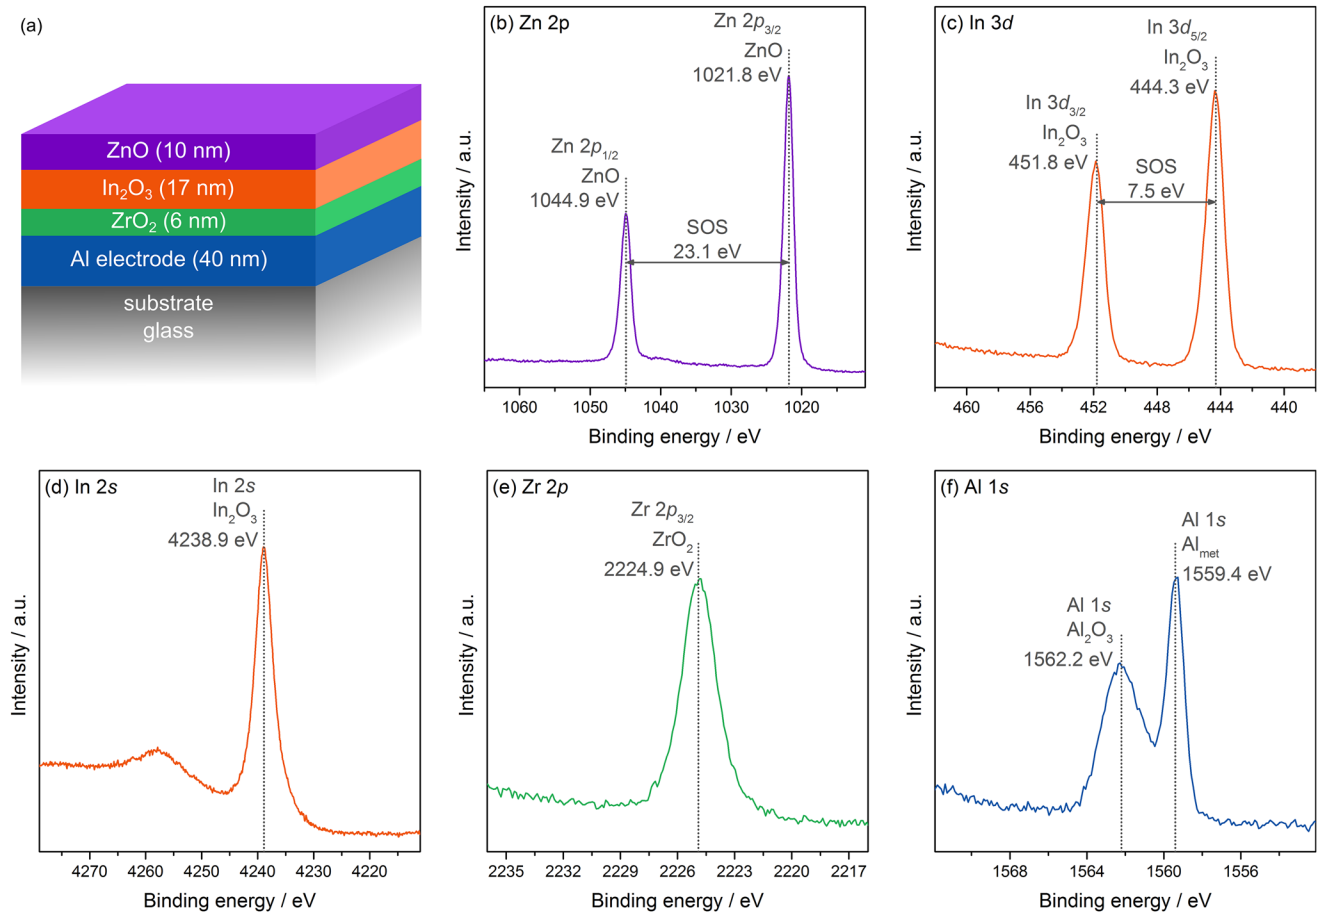 (a)
ZnO (10 nm)
In₂O₃ (17 nm)
ZrO₂ (6 nm)
Al electrode (40 nm)
substrate
glass
(b) Zn 2p
Zn 2p₃/₂
ZnO
1021.8 eV
Zn 2p₁/₂
ZnO
1044.9 eV
SOS
23.1 eV
Intensity / a.u.
1060 1050 1040 1030 1020
Binding energy / eV
(c) In 3d
In 3d₅/₂
In₂O₃
444.3 eV
In 3d₃/₂
In₂O₃
451.8 eV
SOS
7.5 eV
Intensity / a.u.
460 456 452 448 444 440
Binding energy / eV
(d) In 2s
In 2s
In₂O₃
4238.9 eV
Intensity / a.u.
4270 4250 4240 4230 4220
Binding energy / eV
(e) Zr 2p
Zr 2p₃/₂
ZrO₂
2224.9 eV
Intensity / a.u.
2235 2232 2229 2226 2223 2220 2217
Binding energy / eV
(f) Al 1s
Al 1s
Al_met
1559.4 eV
Al 1s
Al₂O₃
1562.2 eV
Intensity / a.u.
1568 1564 1560 1556
Binding energy / eV